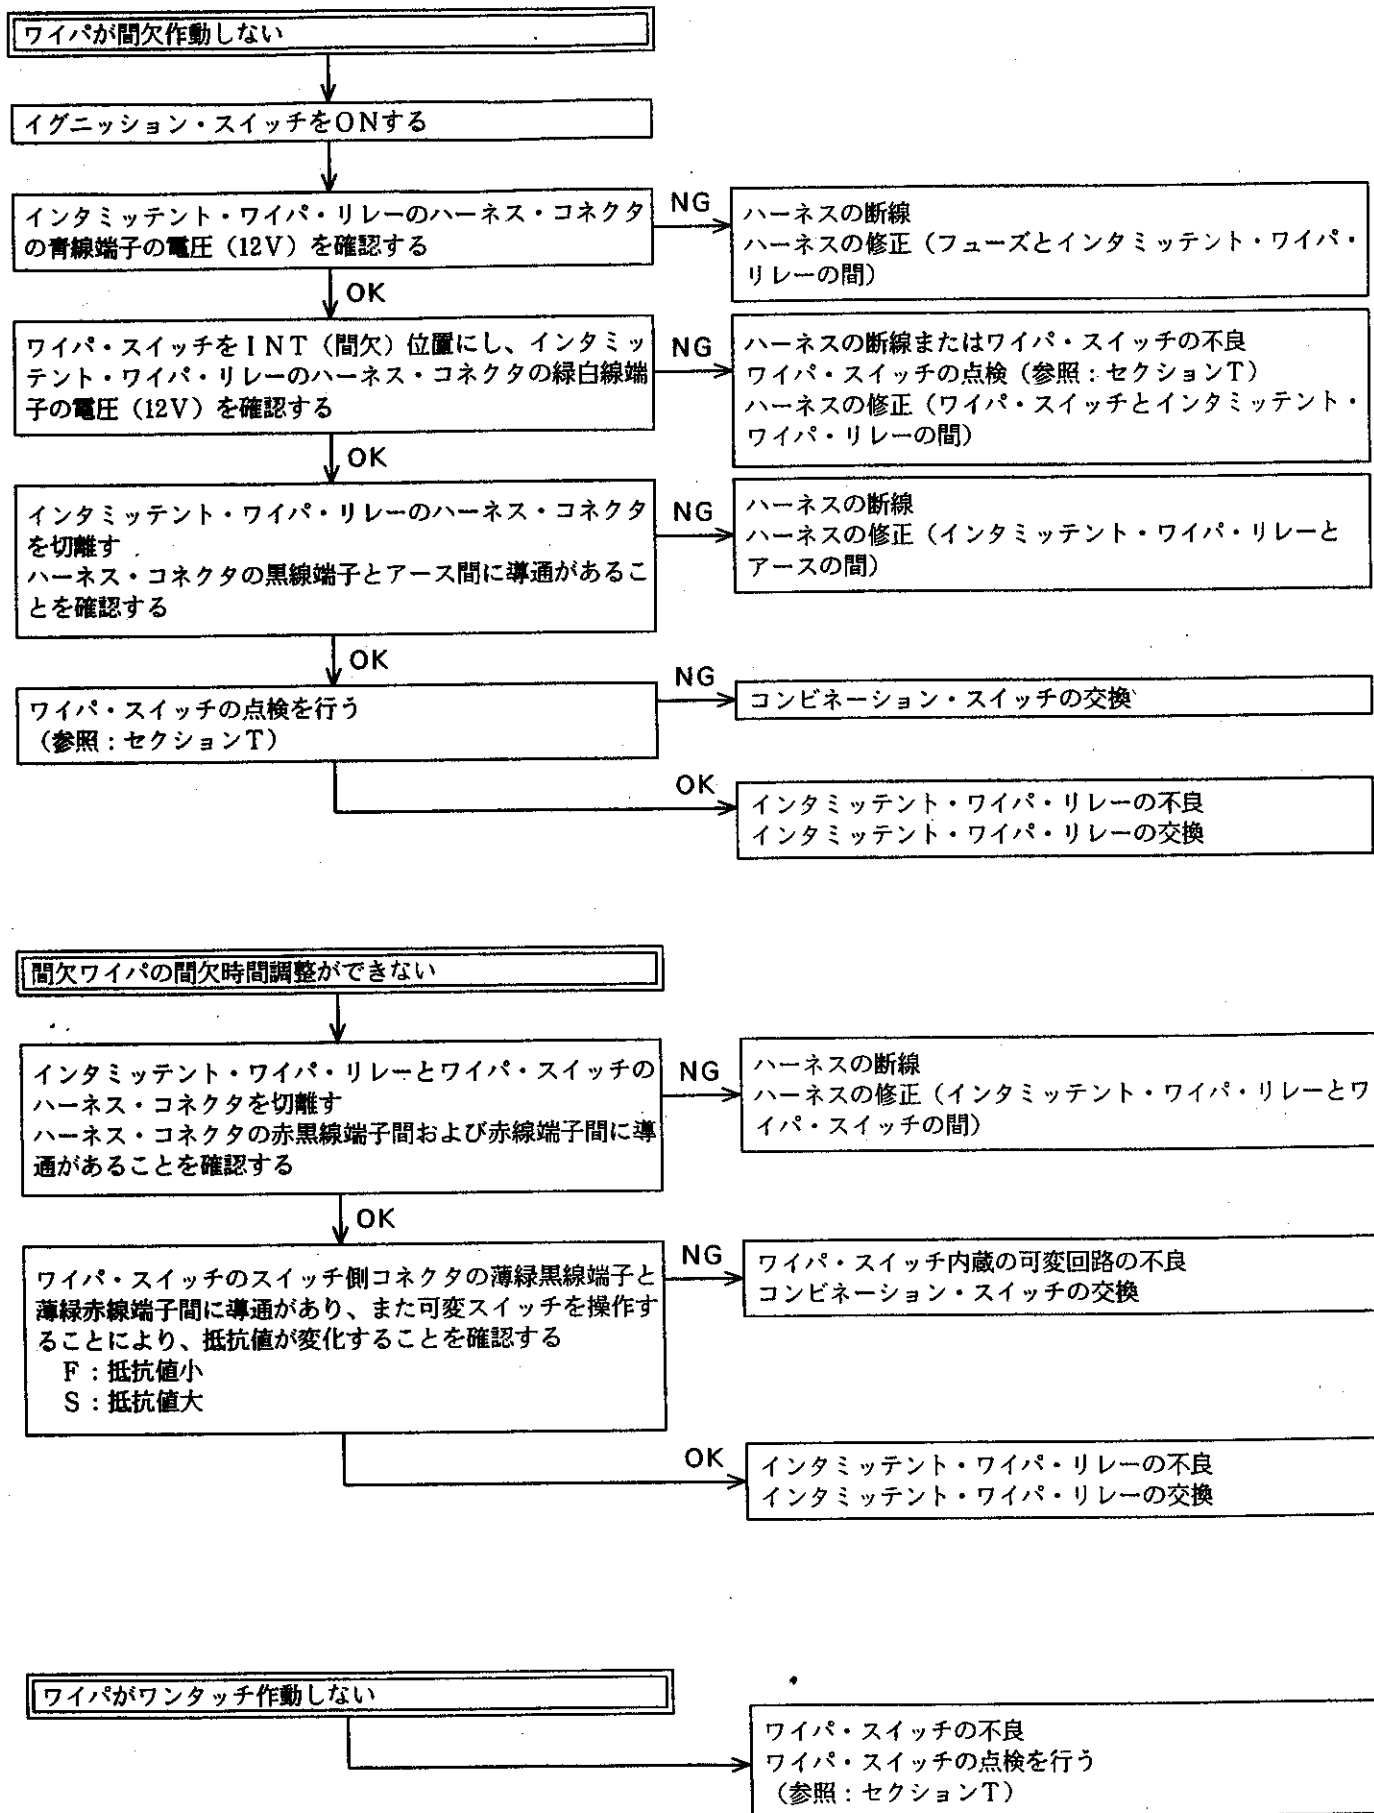 ワイパが間欠作動しない
イグニッション・スイッチをONする
インタミッテント・ワイパ・リレーのハーネス・コネクタ
の青線端子の電圧(12V)を確認する
NG
ハーネスの断線
ハーネスの修正(フューズとインタミッテント・ワイパ・
リレーの間)
OK
ワイパ・スイッチをINT(間欠)位置にし、インタミッ
テント・ワイパ・リレーのハーネス・コネクタの緑白線端
子の電圧(12V)を確認する
NG
ハーネスの断線またはワイパ・スイッチの不良
ワイパ・スイッチの点検(参照:セクションT)
ハーネスの修正(ワイパ・スイッチとインタミッテント・
ワイパ・リレーの間)
OK
インタミッテント・ワイパ・リレーのハーネス・コネクタ
を切離す
ハーネス・コネクタの黒線端子とアース間に導通があるこ
とを確認する
NG
ハーネスの断線
ハーネスの修正(インタミッテント・ワイパ・リレーと
アースの間)
OK
ワイパ・スイッチの点検を行う
(参照:セクションT)
NG
コンビネーション・スイッチの交換
OK
インタミッテント・ワイパ・リレーの不良
インタミッテント・ワイパ・リレーの交換
間欠ワイパの間欠時間調整ができない
インタミッテント・ワイパ・リレーとワイパ・スイッチの
ハーネス・コネクタを切離す
ハーネス・コネクタの赤黒線端子間および赤線端子間に導
通があることを確認する
NG
ハーネスの断線
ハーネスの修正(インタミッテント・ワイパ・リレーとワ
イパ・スイッチの間)
OK
ワイパ・スイッチのスイッチ側コネクタの薄緑黒線端子と
薄緑赤線端子間に導通があり、また可変スイッチを操作す
ることにより、抵抗値が変化することを確認する
F:抵抗値小
S:抵抗値大
NG
ワイパ・スイッチ内蔵の可変回路の不良
コンビネーション・スイッチの交換
OK
インタミッテント・ワイパ・リレーの不良
インタミッテント・ワイパ・リレーの交換
ワイパがワンタッチ作動しない
ワイパ・スイッチの不良
ワイパ・スイッチの点検を行う
(参照:セクションT)